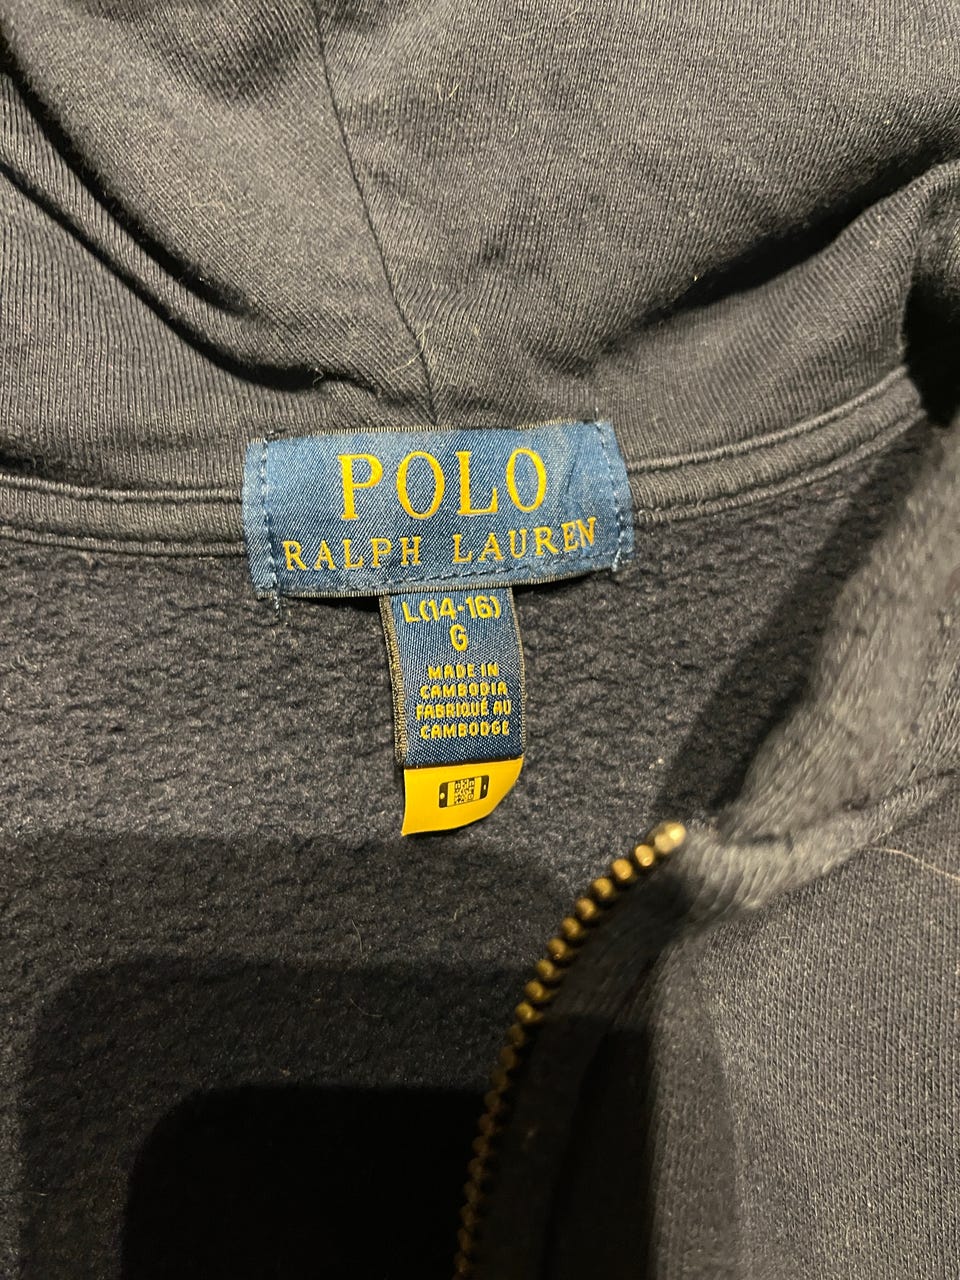 POLO
RALPH LAUREN
L(14-16)
G
MADE IN
CAMBODIA
FABRIQUÉ AU
CAMBODGE